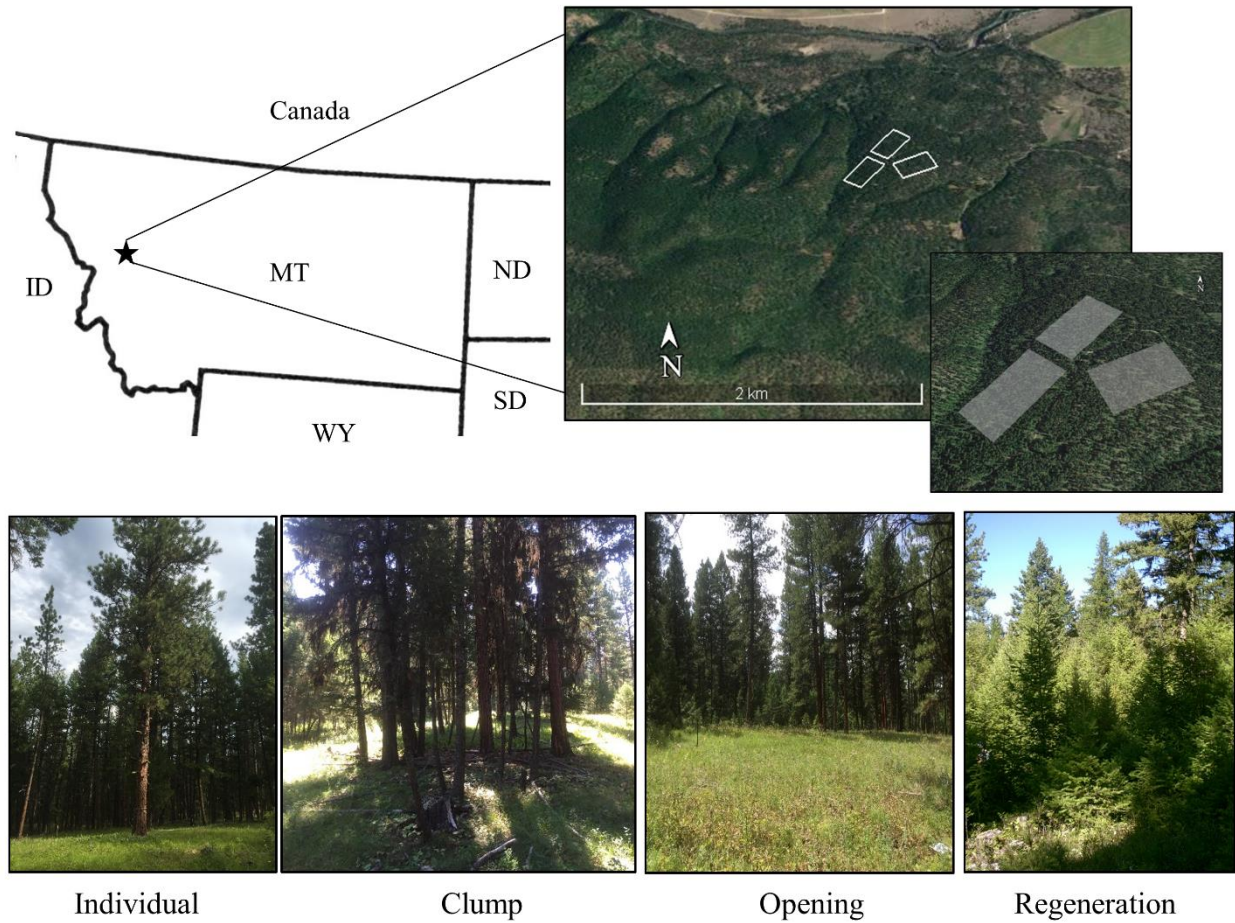 Canada
ID
MT
ND
SD
WY
N
2 km
N
Individual
Clump
Opening
Regeneration